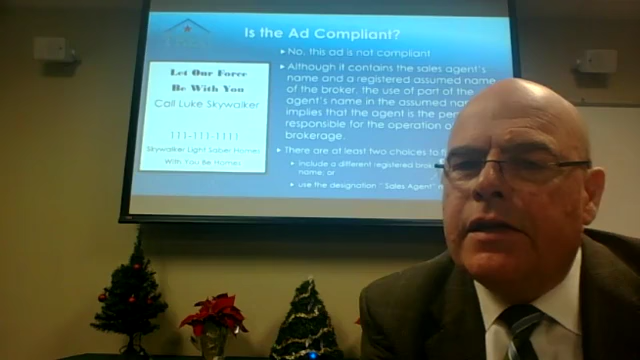 Is the Ad Compliant?
Let Our Force
Be With You
Call Luke Skywalker
111-111-1111
Skywalker Light Saber Homes
With You Be Homes
▸ No, this ad is not compliant
▸ Although it contains the sales agent's
name and a registered assumed name
of the broker, the use of part of the
agent's name in the assumed
implies that the agent is the
responsible for the operation
brokerage.
▸ There are at least two choices to
▸ Include a different registered
name; or
▸ use the designation "Sales Agent"